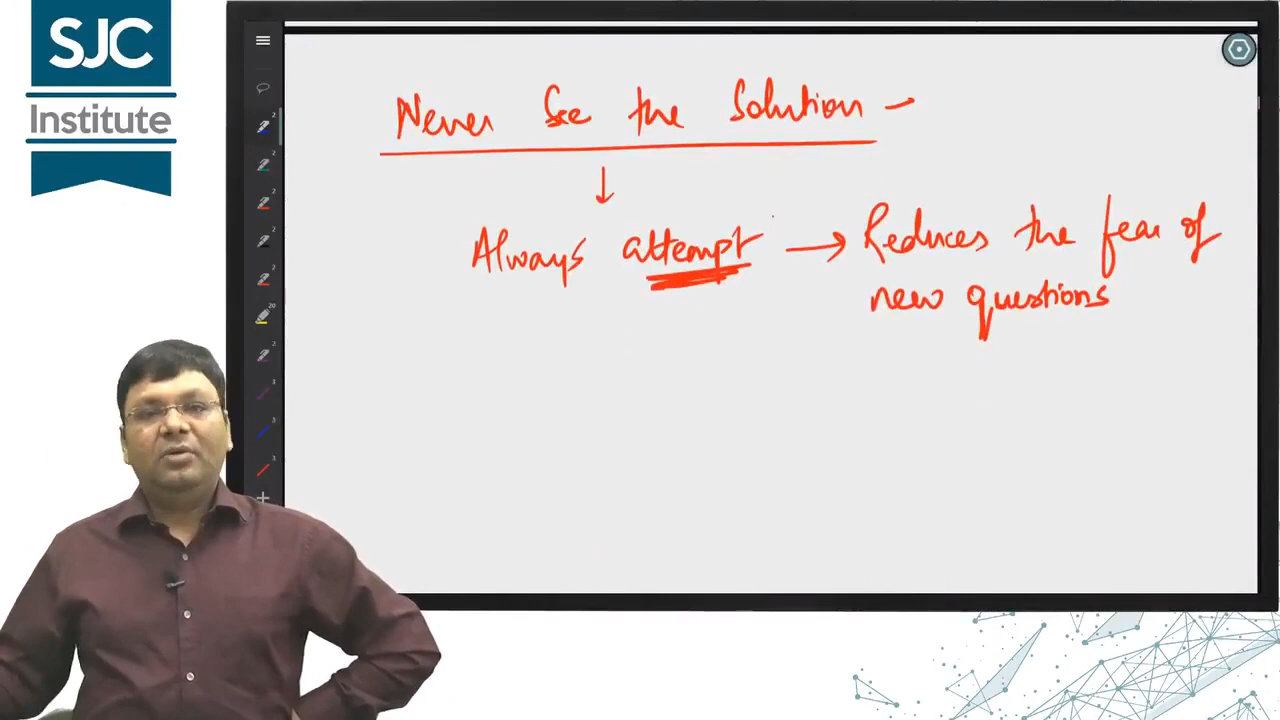 SJC
Institute
Never See the Solution -
Always attempt → Reduces the fear of
new questions